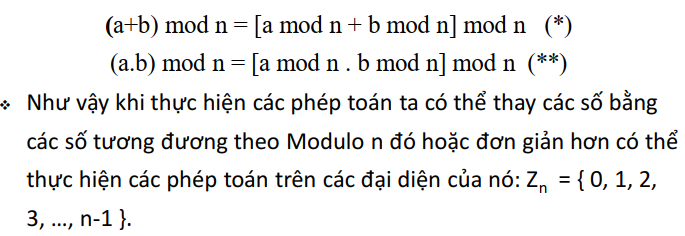 (a+b) mod n = [a mod n + b mod n] mod n (*)
(a.b) mod n = [a mod n . b mod n] mod n (**)
❖ Như vậy khi thực hiện các phép toán ta có thể thay các số bằng
các số tương đương theo Modulo n đó hoặc đơn giản hơn có thể
thực hiện các phép toán trên các đại diện của nó: Zn = { 0, 1, 2,
3, …, n-1 }.